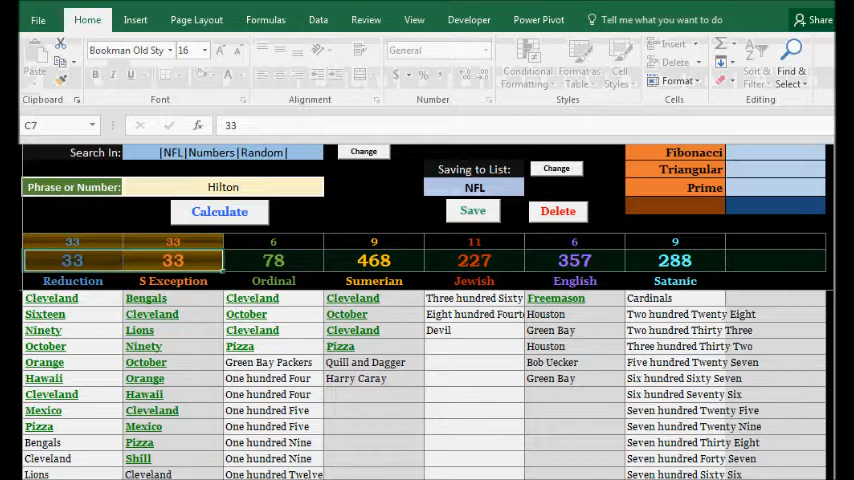 File Home Insert Page Layout Formulas Data Review View Developer Power Pivot Tell me what you want to do Share
Paste Bookman Old Sty 16 A A General Conditional Formatting Format as Table Cell Styles Insert Delete Format Sort & Filter Find & Select
B I U A $ % ,
Clipboard Font Alignment Number Styles Cells Editing
C7 fx 33
Search In: |NFL|Numbers|Random| Change Fibonacci
Saving to List: Change Triangular
Phrase or Number: Hilton NFL Prime
Calculate Save Delete
33 33 6 9 11 6 9
33 33 78 468 227 357 288
Reduction S Exception Ordinal Sumerian Jewish English Satanic
Cleveland Bengals Cleveland Cleveland Three hundred Sixty Freemason Cardinals
Sixteen Cleveland October October Eight hundred Fourt Houston Two hundred Twenty Eight
Ninety Lions Cleveland Cleveland Devil Green Bay Two hundred Thirty Three
October Ninety Pizza Pizza Houston Three hundred Thirty Two
Orange October Green Bay Packers Quill and Dagger Bob Uecker Five hundred Twenty Seven
Hawaii Orange One hundred Four Harry Caray Green Bay Six hundred Sixty Seven
Cleveland Hawaii One hundred Four Six hundred Seventy Six
Mexico Cleveland One hundred Five Seven hundred Twenty Five
Pizza Mexico One hundred Five Seven hundred Twenty Nine
Bengals Pizza One hundred Nine Seven hundred Thirty Eight
Cleveland Shill One hundred Nine Seven hundred Forty Seven
Lions Cleveland One hundred Twelve Seven hundred Sixty Six